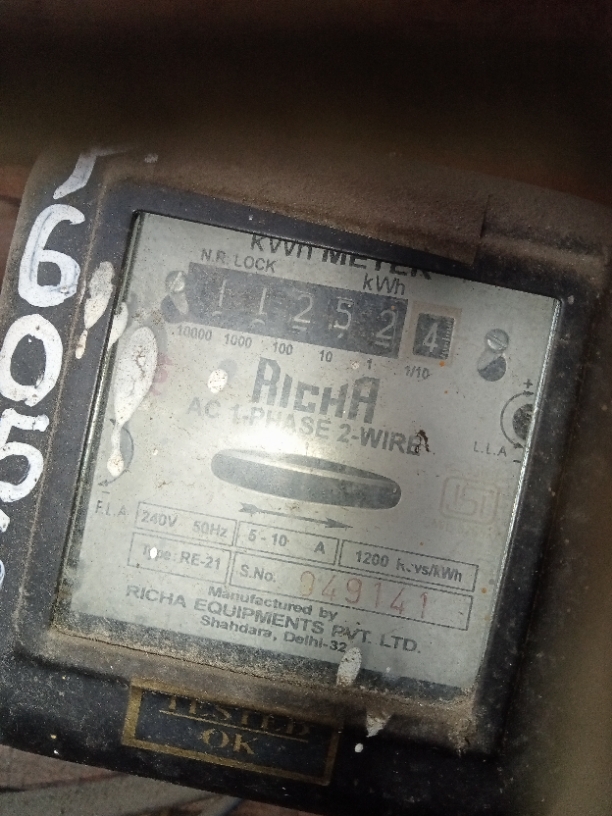 kWh METER
N.R. LOCK
kWh
11252 4
10000 1000 100 10 1 1/10
RICHA
AC 1-PHASE 2-WIRE
L.L.A
+
-
F.L.A
240V 50Hz 5 - 10 A 1200 Revs/kWh
Type: RE-21 S.No. 949141
Manufactured by
RICHA EQUIPMENTS PVT. LTD.
Shahdara, Delhi-32
TESTED
OK
605